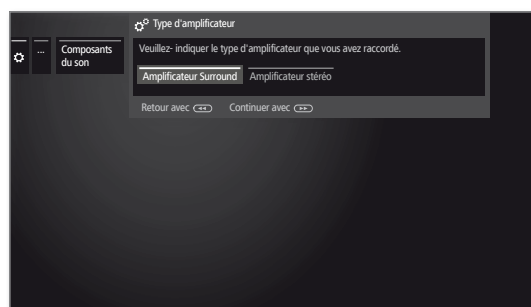 Type d'amplificateur
... Composants
du son
Veuillez- indiquer le type d'amplificateur que vous avez raccordé.
Amplificateur Surround Amplificateur stéréo
Retour avec Continuer avec